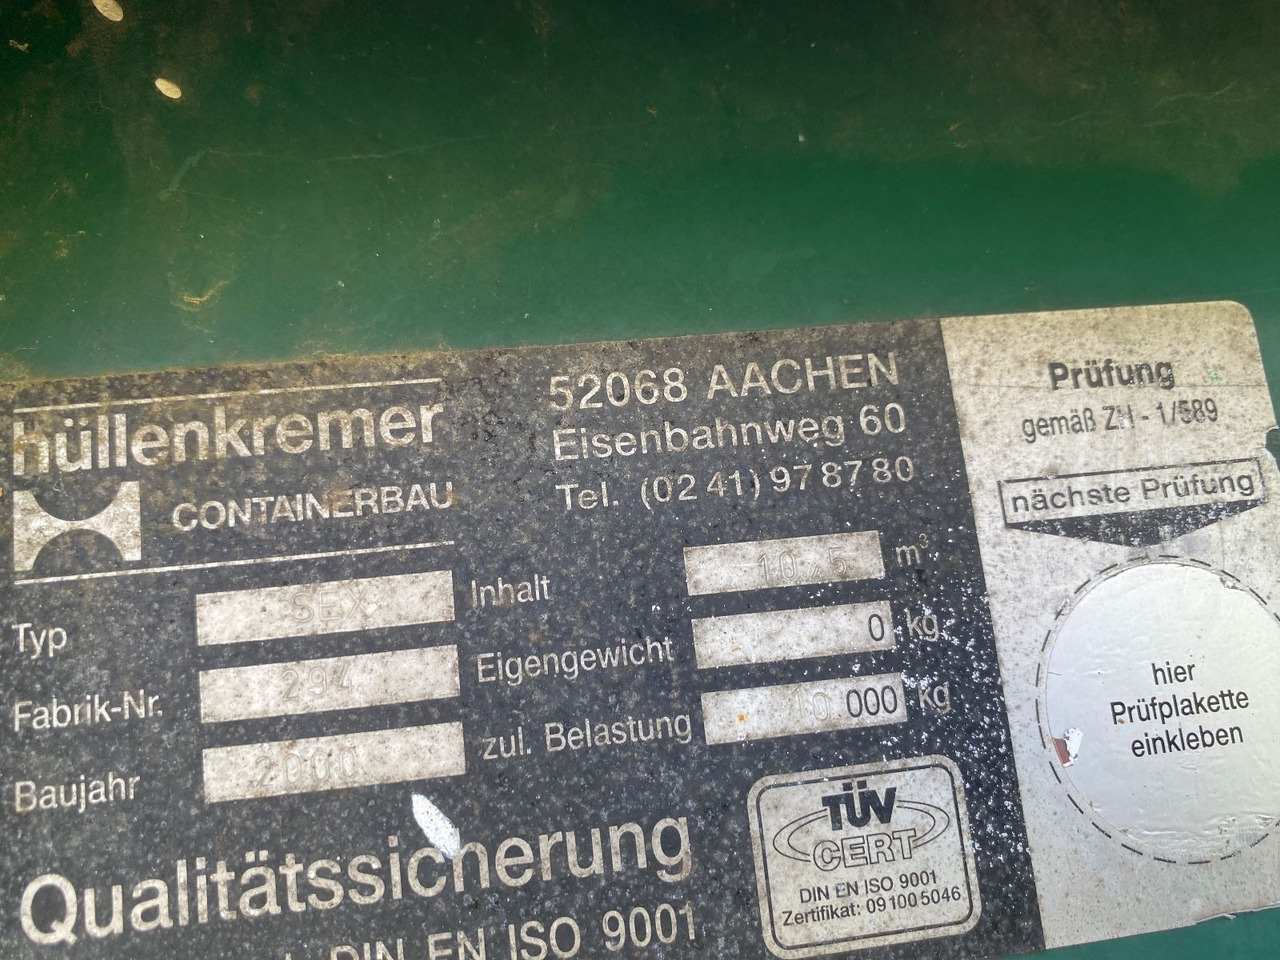 hüllenkremer
CONTAINERBAU
52068 AACHEN
Eisenbahnweg 60
Tel. (02 41) 97 87 80
Typ SEX
Fabrik-Nr. 294
Baujahr 2000
Inhalt 10,5 m³
Eigengewicht 0 kg
zul. Belastung 10 000 kg
Qualitätssicherung
DIN EN ISO 9001
TÜV
CERT
DIN EN ISO 9001
Zertifikat: 09 100 5046
Prüfung
gemäß ZH - 1/589
nächste Prüfung
hier
Prüfplakette
einkleben